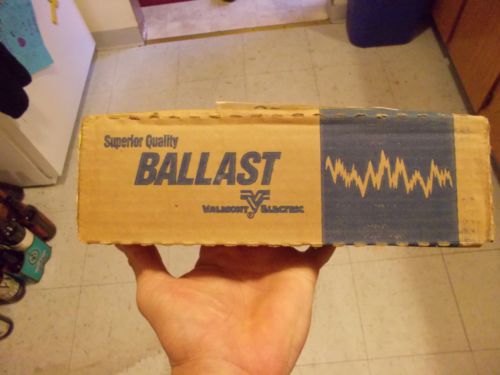 Superior Quality
BALLAST
VALMONT ELECTRIC